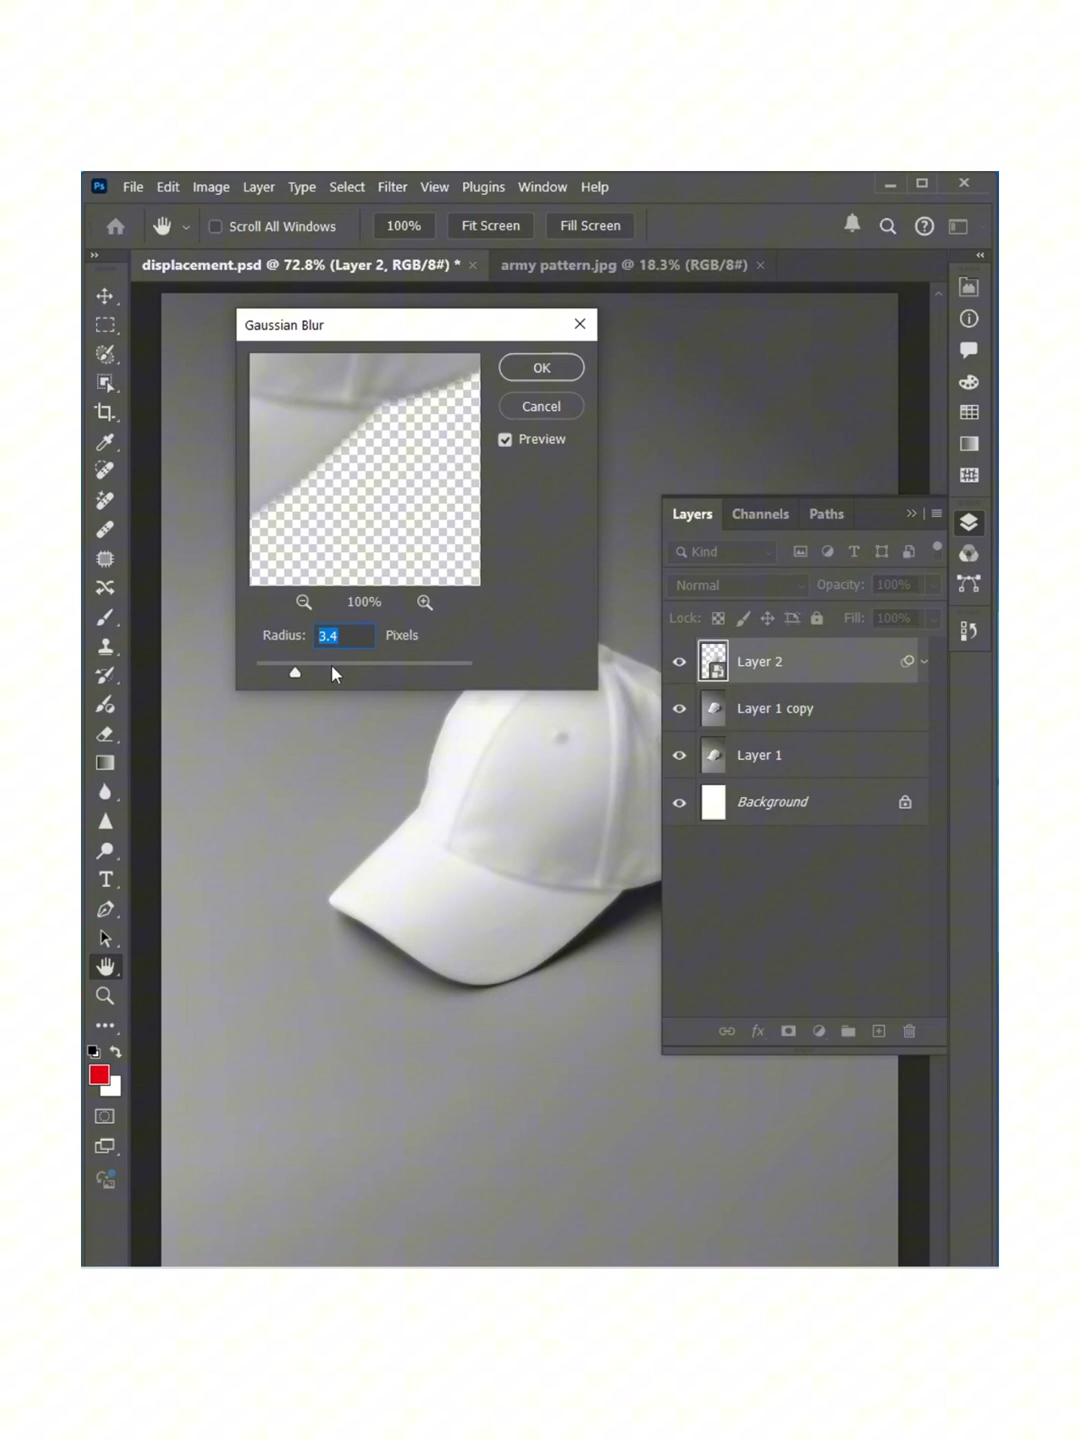 Ps File Edit Image Layer Type Select Filter View Plugins Window Help
Scroll All Windows 100% Fit Screen Fill Screen
displacement.psd @ 72.8% (Layer 2, RGB/8#) * army pattern.jpg @ 18.3% (RGB/8#)
Gaussian Blur
OK
Cancel
Preview
100%
Radius: 3.4 Pixels
Layers Channels Paths
Kind
Normal Opacity: 100%
Lock: Fill: 100%
Layer 2
Layer 1 copy
Layer 1
Background
fx